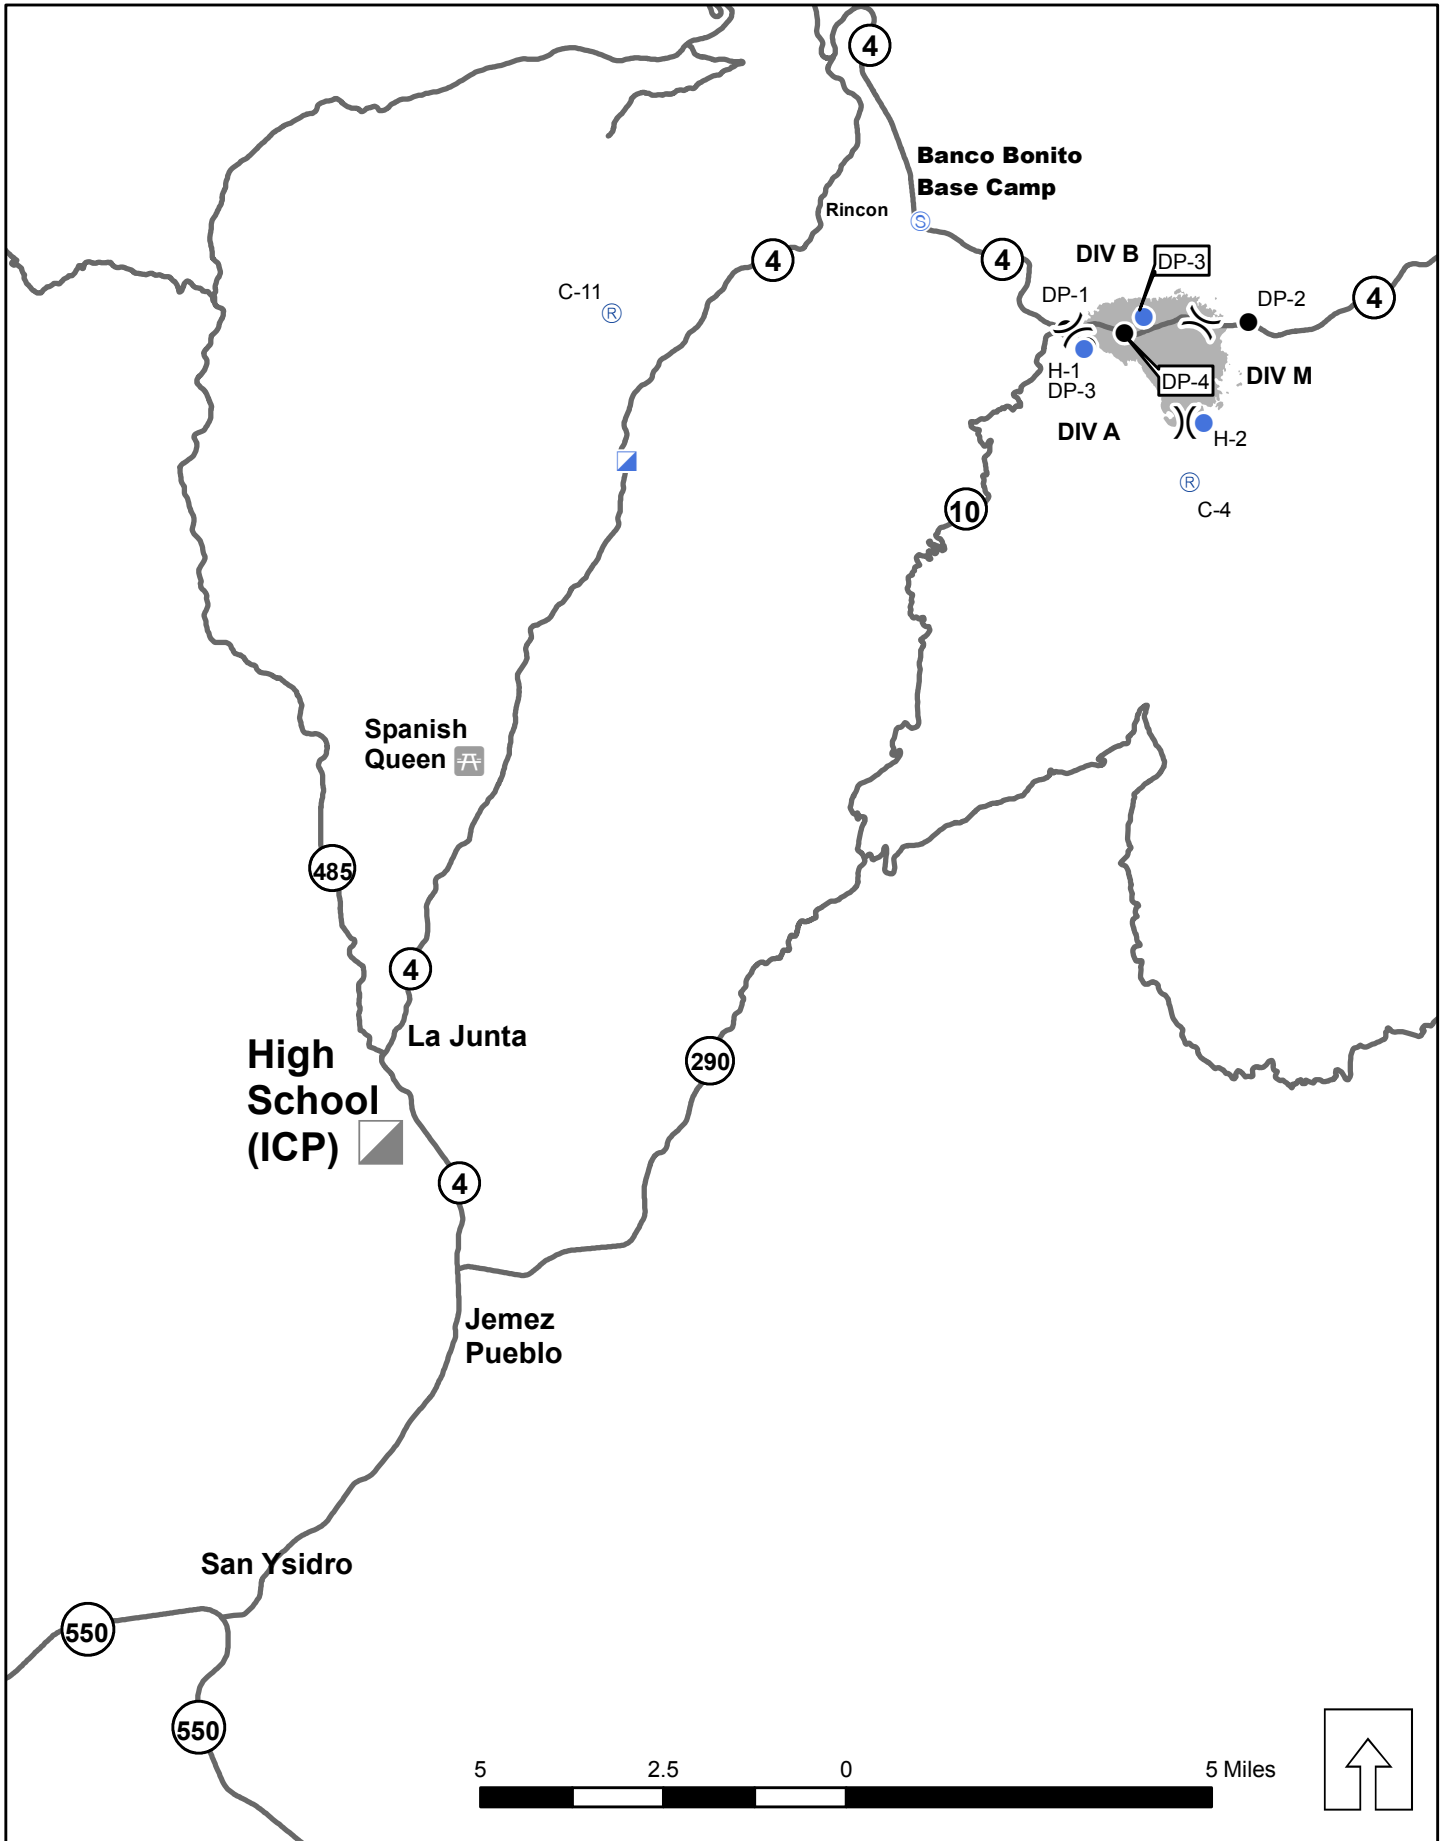 4
Banco Bonito
Base Camp
Rincon
S
4
4
DIV B
DP-3
C-11
R
DP-1
DP-2
4
H-1
DP-3
DP-4
DIV M
DIV A
H-2
R
C-4
10
Spanish
Queen
485
4
La Junta
High
School
(ICP)
290
4
Jemez
Pueblo
San Ysidro
550
550
5 2.5 0 5 Miles